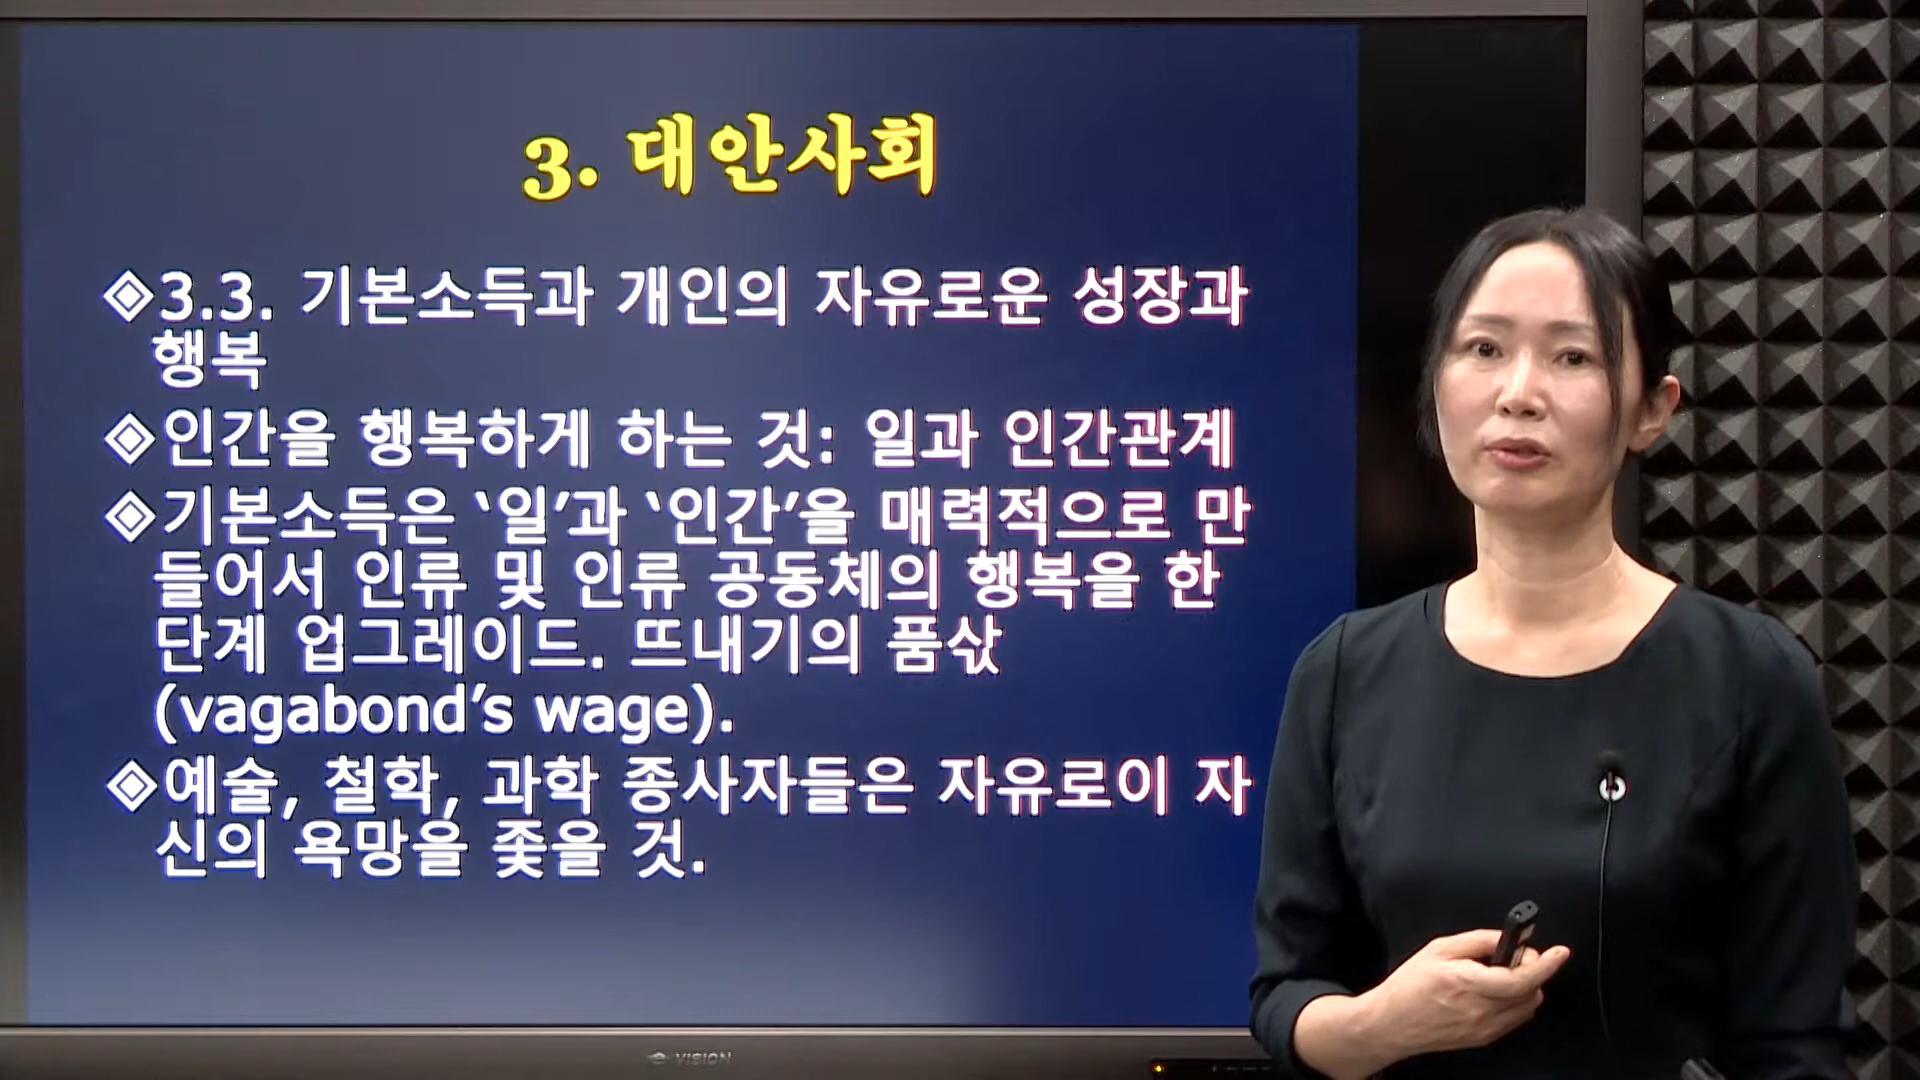 3. 대안사회
◈3.3. 기본소득과 개인의 자유로운 성장과
행복
◈인간을 행복하게 하는 것: 일과 인간관계
◈기본소득은 ‘일’과 ‘인간’을 매력적으로 만
들어서 인류 및 인류 공동체의 행복을 한
단계 업그레이드. 뜨내기의 품삯
(vagabond’s wage).
◈예술, 철학, 과학 종사자들은 자유로이 자
신의 욕망을 좇을 것.
VISION